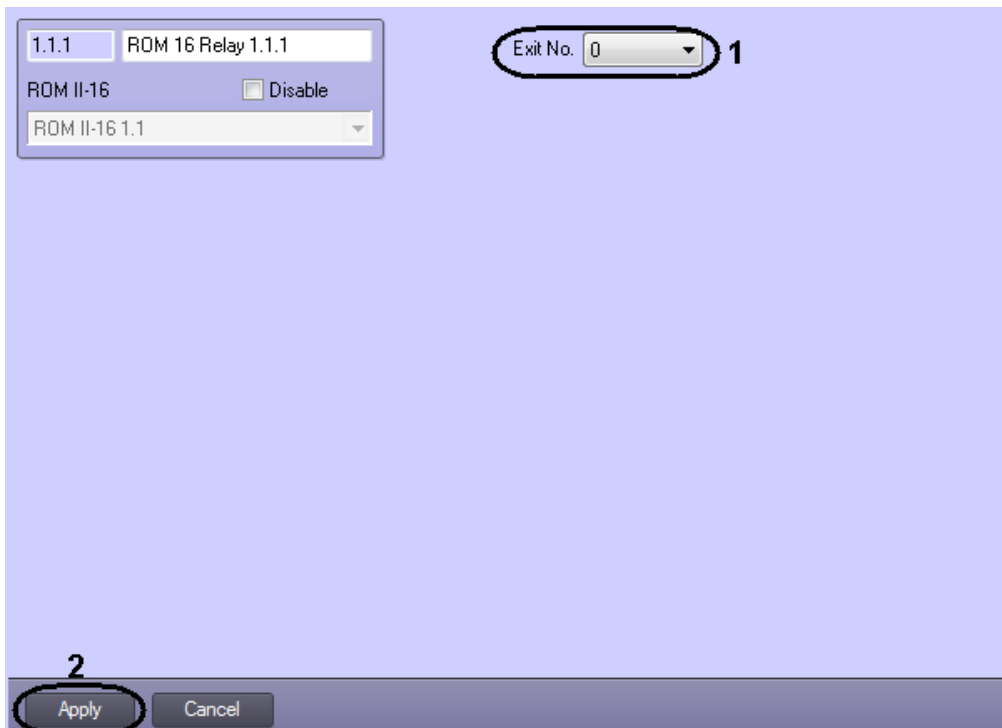 1.1.1 ROM 16 Relay 1.1.1
Exit No. 0 1
ROM II-16 Disable
ROM II-16 1.1
2
Apply Cancel